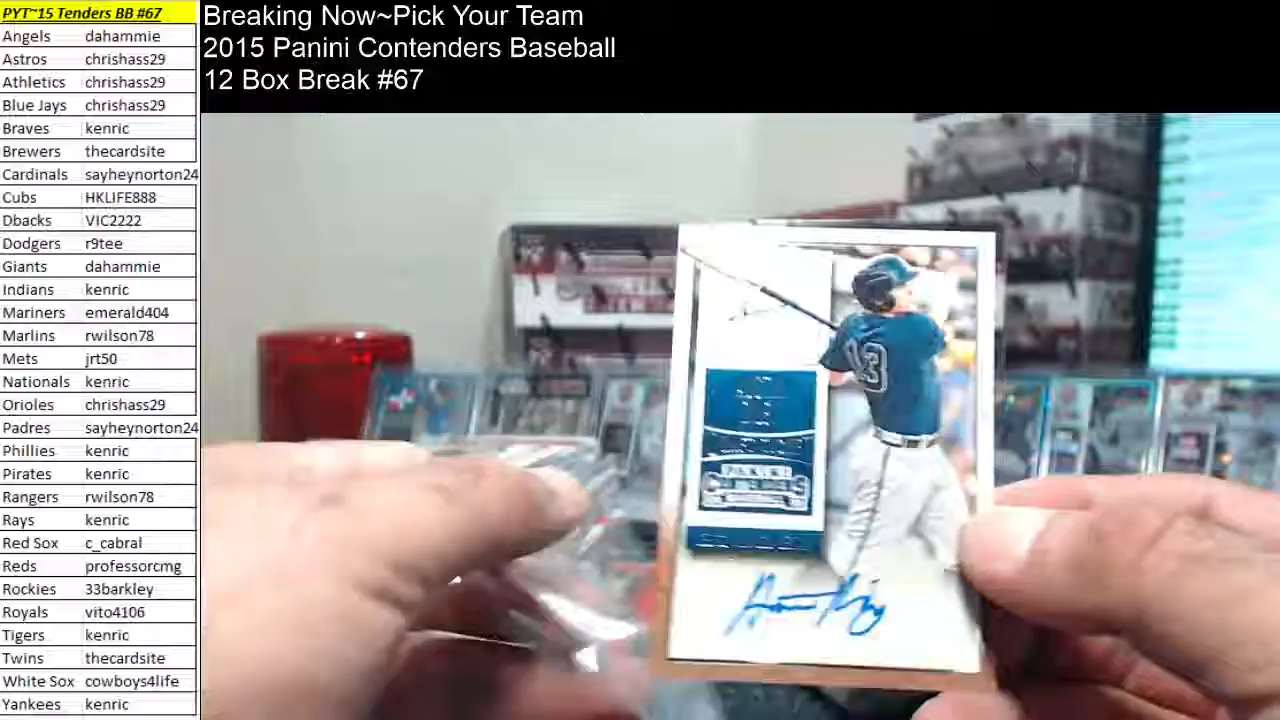 PYT~15 Tenders BB #67
Angels dahammie
Astros chrishass29
Athletics chrishass29
Blue Jays chrishass29
Braves kenric
Brewers thecardsite
Cardinals sayheynorton24
Cubs HKLIFE888
Dbacks VIC2222
Dodgers r9tee
Giants dahammie
Indians kenric
Mariners emerald404
Marlins rwilson78
Mets jrt50
Nationals kenric
Orioles chrishass29
Padres sayheynorton24
Phillies kenric
Pirates kenric
Rangers rwilson78
Rays kenric
Red Sox c_cabral
Reds professorcmg
Rockies 33barkley
Royals vito4106
Tigers kenric
Twins thecardsite
White Sox cowboys4life
Yankees kenric
Breaking Now~Pick Your Team
2015 Panini Contenders Baseball
12 Box Break #67
13
PANINI